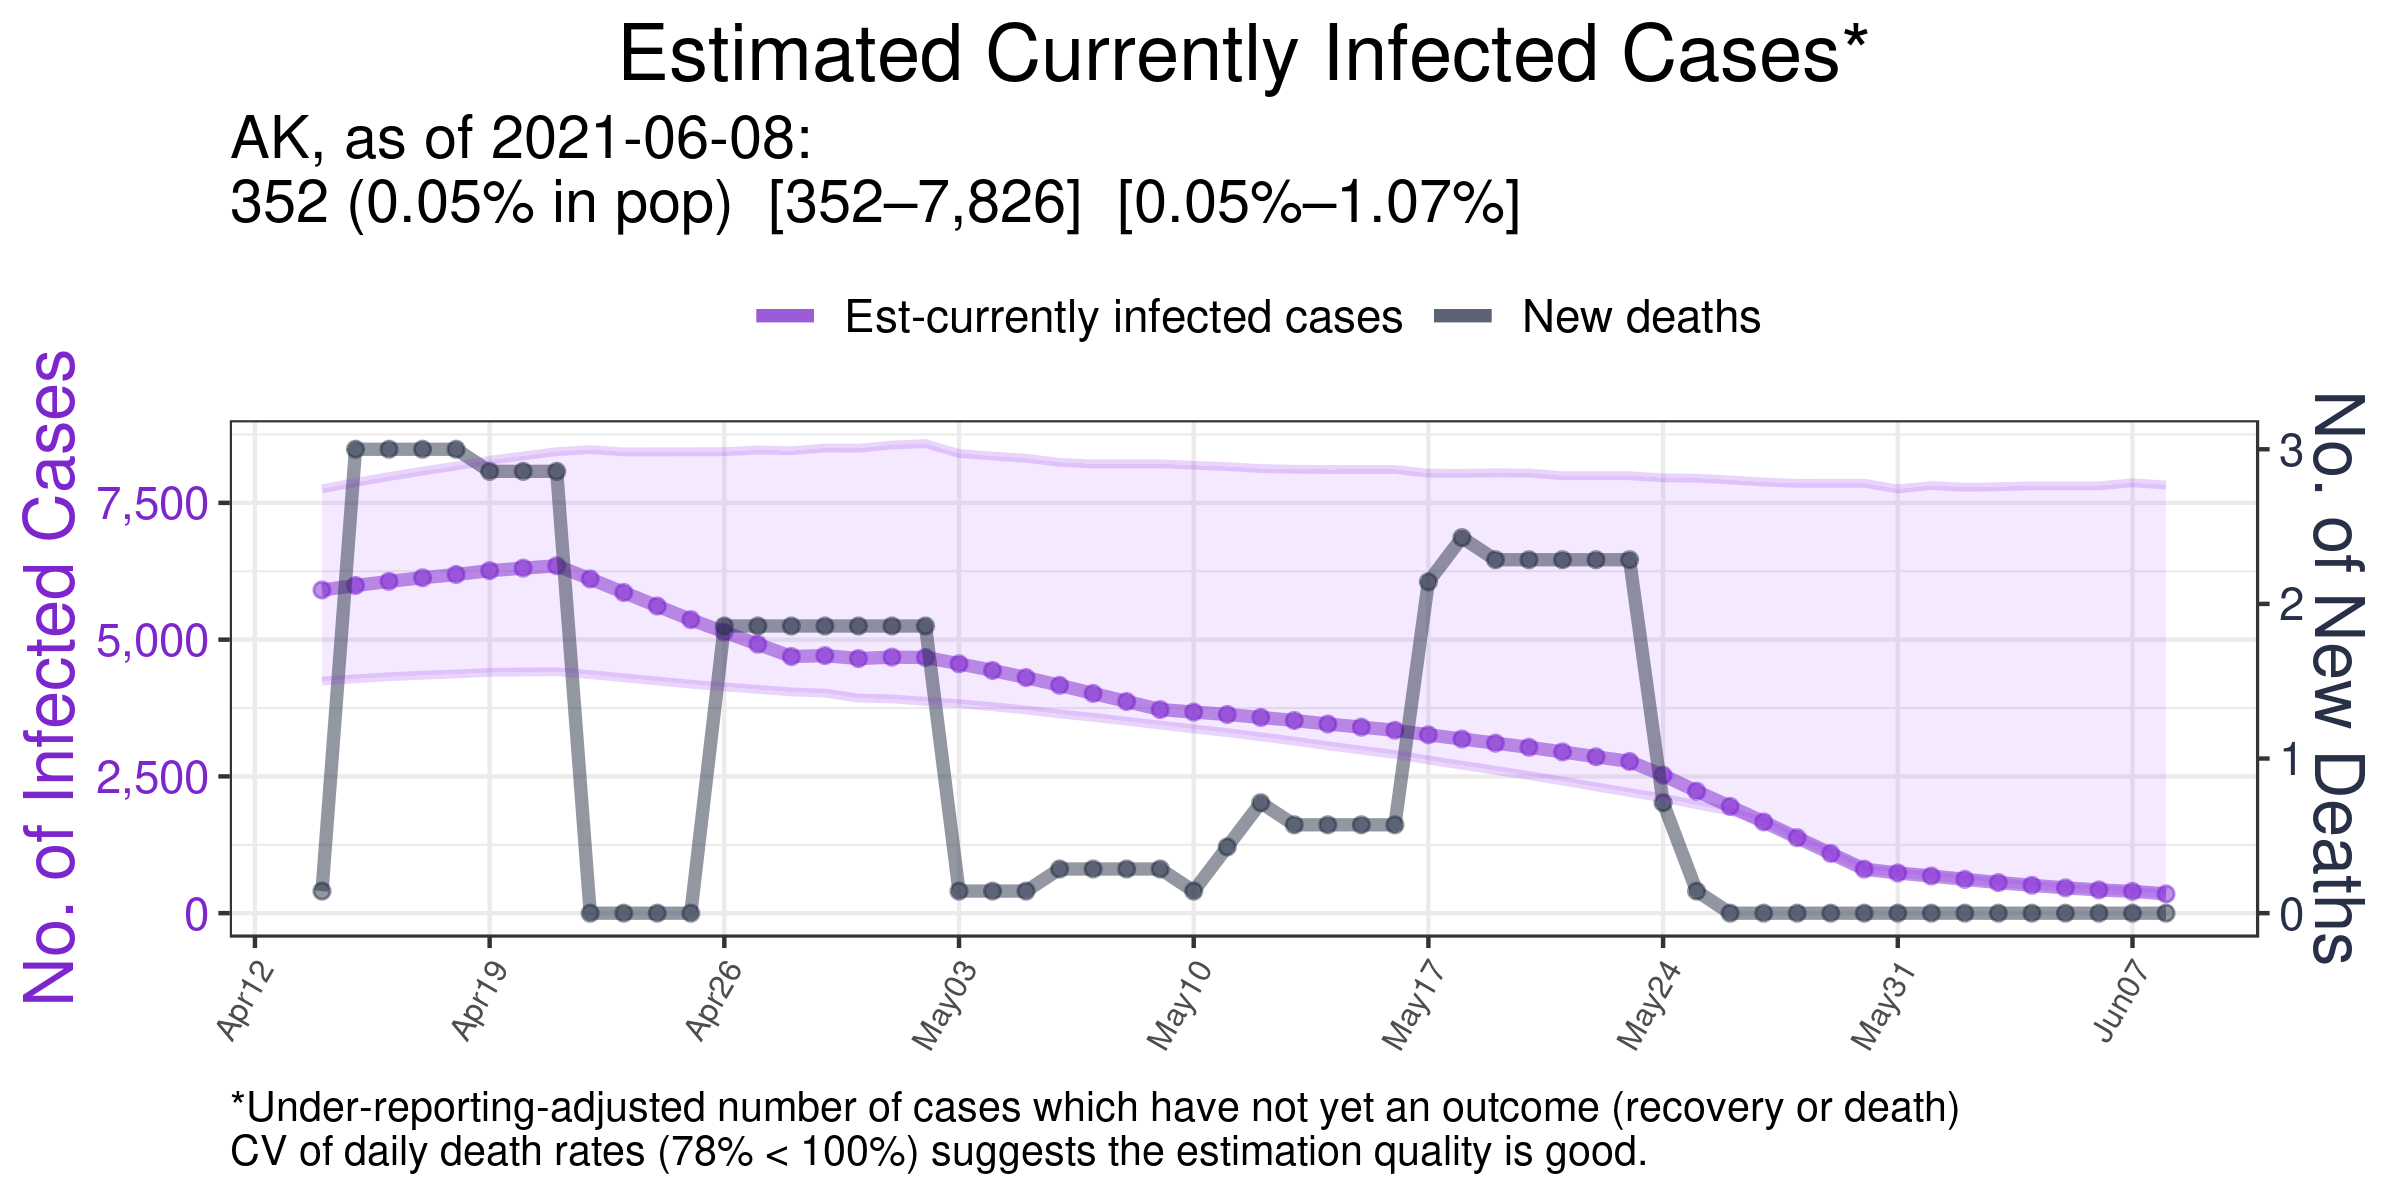 Estimated Currently Infected Cases*
AK, as of 2021-06-08:
352 (0.05% in pop)  [352–7,826]  [0.05%–1.07%]
Est-currently infected cases
New deaths
No. of Infected Cases
7,500
5,000
2,500
0
3
2
1
0
No. of New Deaths
Apr12
Apr19
Apr26
May03
May10
May17
May24
May31
Jun07
*Under-reporting-adjusted number of cases which have not yet an outcome (recovery or death)
CV of daily death rates (78% < 100%) suggests the estimation quality is good.